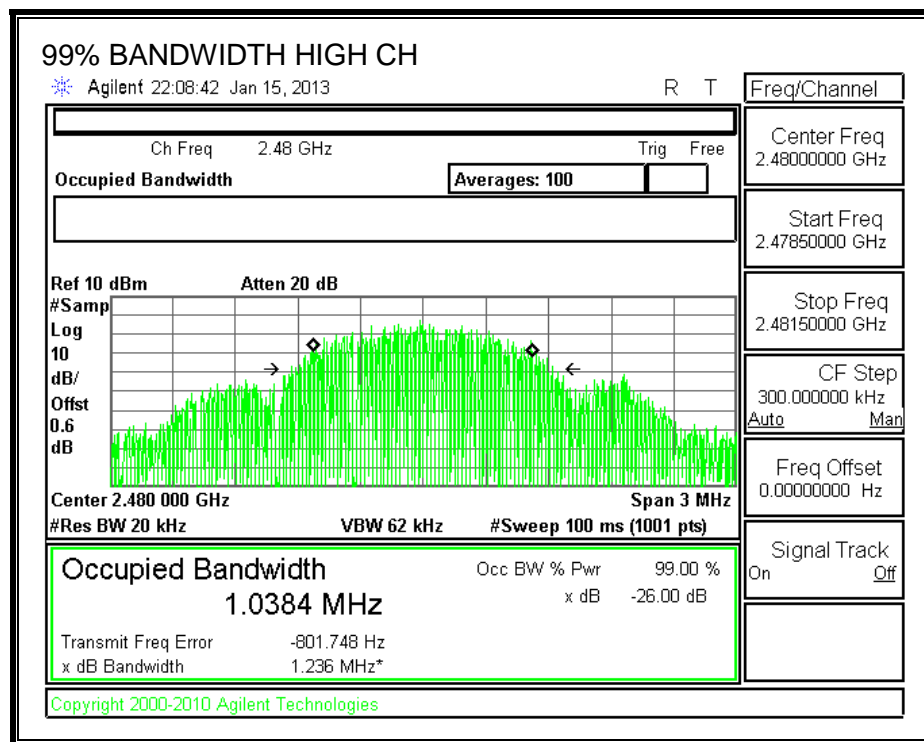 99% BANDWIDTH HIGH CH
Agilent 22:08:42 Jan 15, 2013 R T
Ch Freq 2.48 GHz Trig Free
Occupied Bandwidth Averages: 100
Ref 10 dBm Atten 20 dB
#Samp
Log
10
dB/
Offst
0.6
dB
Center 2.480 000 GHz Span 3 MHz
#Res BW 20 kHz VBW 62 kHz #Sweep 100 ms (1001 pts)
Occupied Bandwidth Occ BW % Pwr 99.00 %
1.0384 MHz x dB -26.00 dB
Transmit Freq Error -801.748 Hz
x dB Bandwidth 1.236 MHz*
Copyright 2000-2010 Agilent Technologies
Freq/Channel
Center Freq
2.48000000 GHz
Start Freq
2.47850000 GHz
Stop Freq
2.48150000 GHz
CF Step
300.000000 kHz
Auto Man
Freq Offset
0.00000000 Hz
Signal Track
On Off